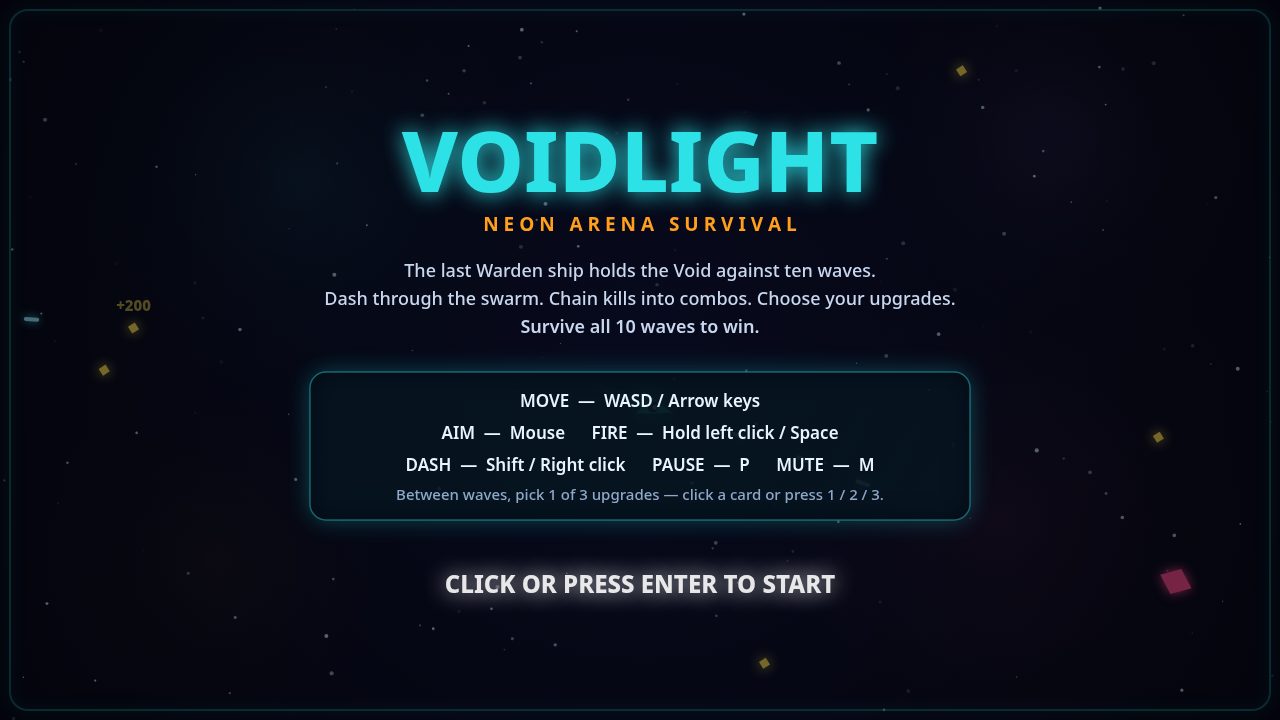 VOIDLIGHT
NEON ARENA SURVIVAL
The last Warden ship holds the Void against ten waves.
Dash through the swarm. Chain kills into combos. Choose your upgrades.
+200
Survive all 10 waves to win.
MOVE — WASD / Arrow keys
AIM — Mouse FIRE — Hold left click / Space
DASH — Shift / Right click PAUSE — P MUTE — M
Between waves, pick 1 of 3 upgrades — click a card or press 1 / 2 / 3.
CLICK OR PRESS ENTER TO START